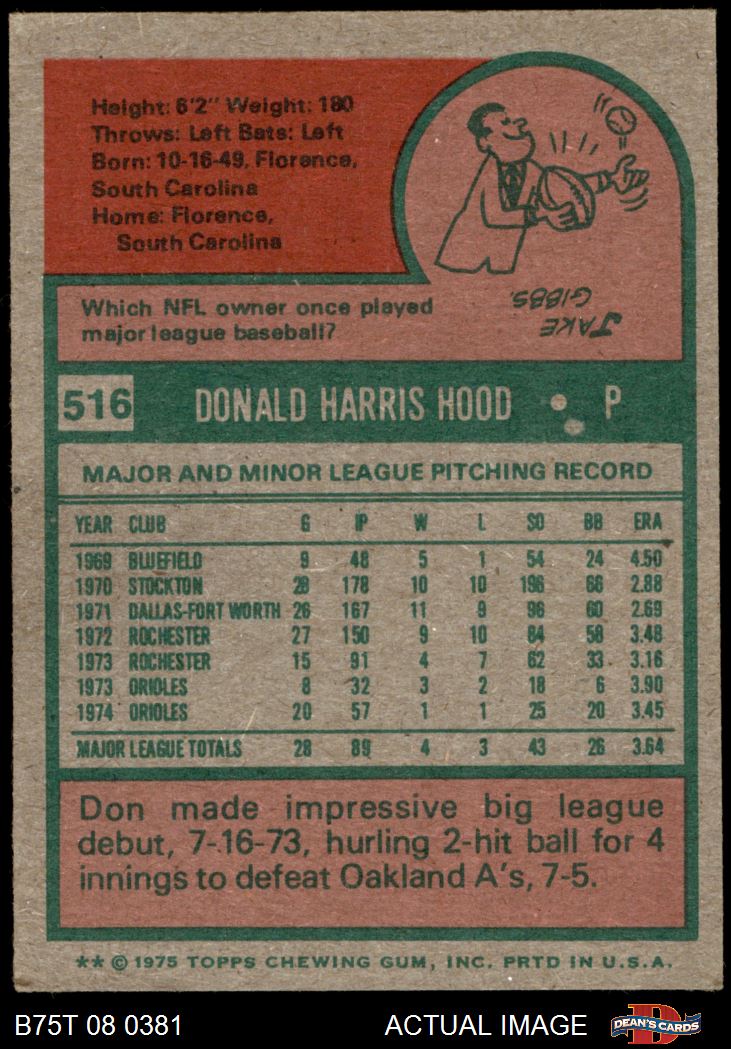 Height: 6'2" Weight: 180
Throws: Left Bats: Left
Born: 10-16-49, Florence,
South Carolina
Home: Florence,
South Carolina
JAKE
GIBBS.
Which NFL owner once played
major league baseball?
516 DONALD HARRIS HOOD • P
MAJOR AND MINOR LEAGUE PITCHING RECORD
YEAR CLUB G IP W L SO BB ERA
1969 BLUEFIELD 9 48 5 1 54 24 4.50
1970 STOCKTON 28 178 10 10 196 66 2.88
1971 DALLAS-FORT WORTH 26 167 11 9 96 60 2.69
1972 ROCHESTER 27 150 9 10 84 58 3.48
1973 ROCHESTER 15 91 4 7 62 33 3.16
1973 ORIOLES 8 32 3 2 18 6 3.90
1974 ORIOLES 20 57 1 1 25 20 3.45
MAJOR LEAGUE TOTALS 28 89 4 3 43 26 3.64
Don made impressive big league
debut, 7-16-73, hurling 2-hit ball for 4
innings to defeat Oakland A's, 7-5.
** © 1975 TOPPS CHEWING GUM, INC. PRTD IN U.S.A.
B75T 08 0381 ACTUAL IMAGE DEAN'S CARDS